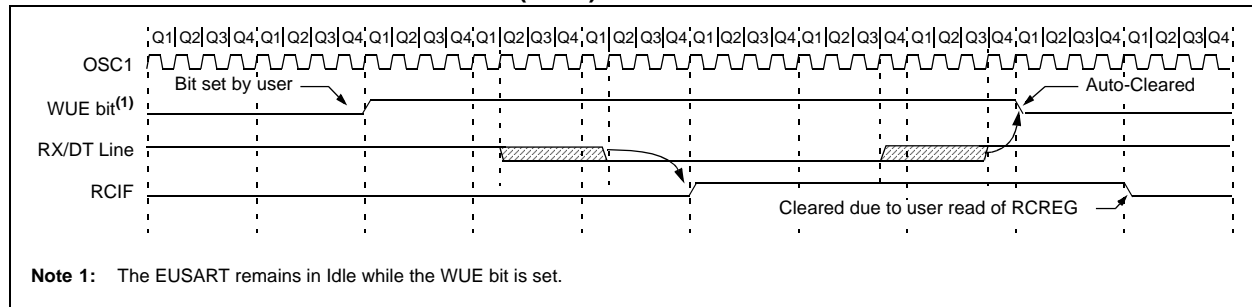 Q1 Q2 Q3 Q4 Q1 Q2 Q3 Q4 Q1 Q2 Q3 Q4 Q1 Q2 Q3 Q4 Q1 Q2 Q3 Q4 Q1 Q2 Q3 Q4 Q1 Q2 Q3 Q4 Q1 Q2 Q3 Q4 Q1 Q2 Q3 Q4 Q1 Q2 Q3 Q4
OSC1
Bit set by user
Auto-Cleared
WUE bit(1)
RX/DT Line
RCIF
Cleared due to user read of RCREG
Note 1: The EUSART remains in Idle while the WUE bit is set.